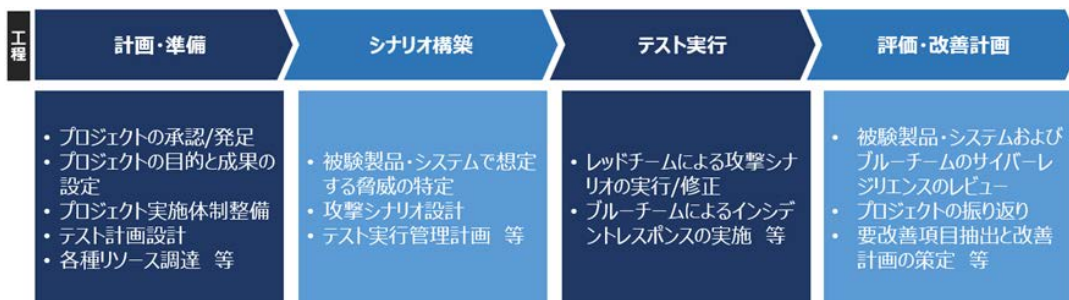 工程
計画・準備
シナリオ構築
テスト実行
評価・改善計画
• プロジェクトの承認/発足
• プロジェクトの目的と成果の
設定
• プロジェクト実施体制整備
• テスト計画設計
• 各種リソース調達 等
• 被験製品・システムで想定
する脅威の特定
• 攻撃シナリオ設計
• テスト実行管理計画 等
• レッドチームによる攻撃シナ
リオの実行/修正
• ブルーチームによるインシデ
ントレスポンスの実施 等
• 被験製品・システムおよび
ブルーチームのサイバーレ
ジリエンスのレビュー
• プロジェクトの振り返り
• 要改善項目抽出と改善
計画の策定 等